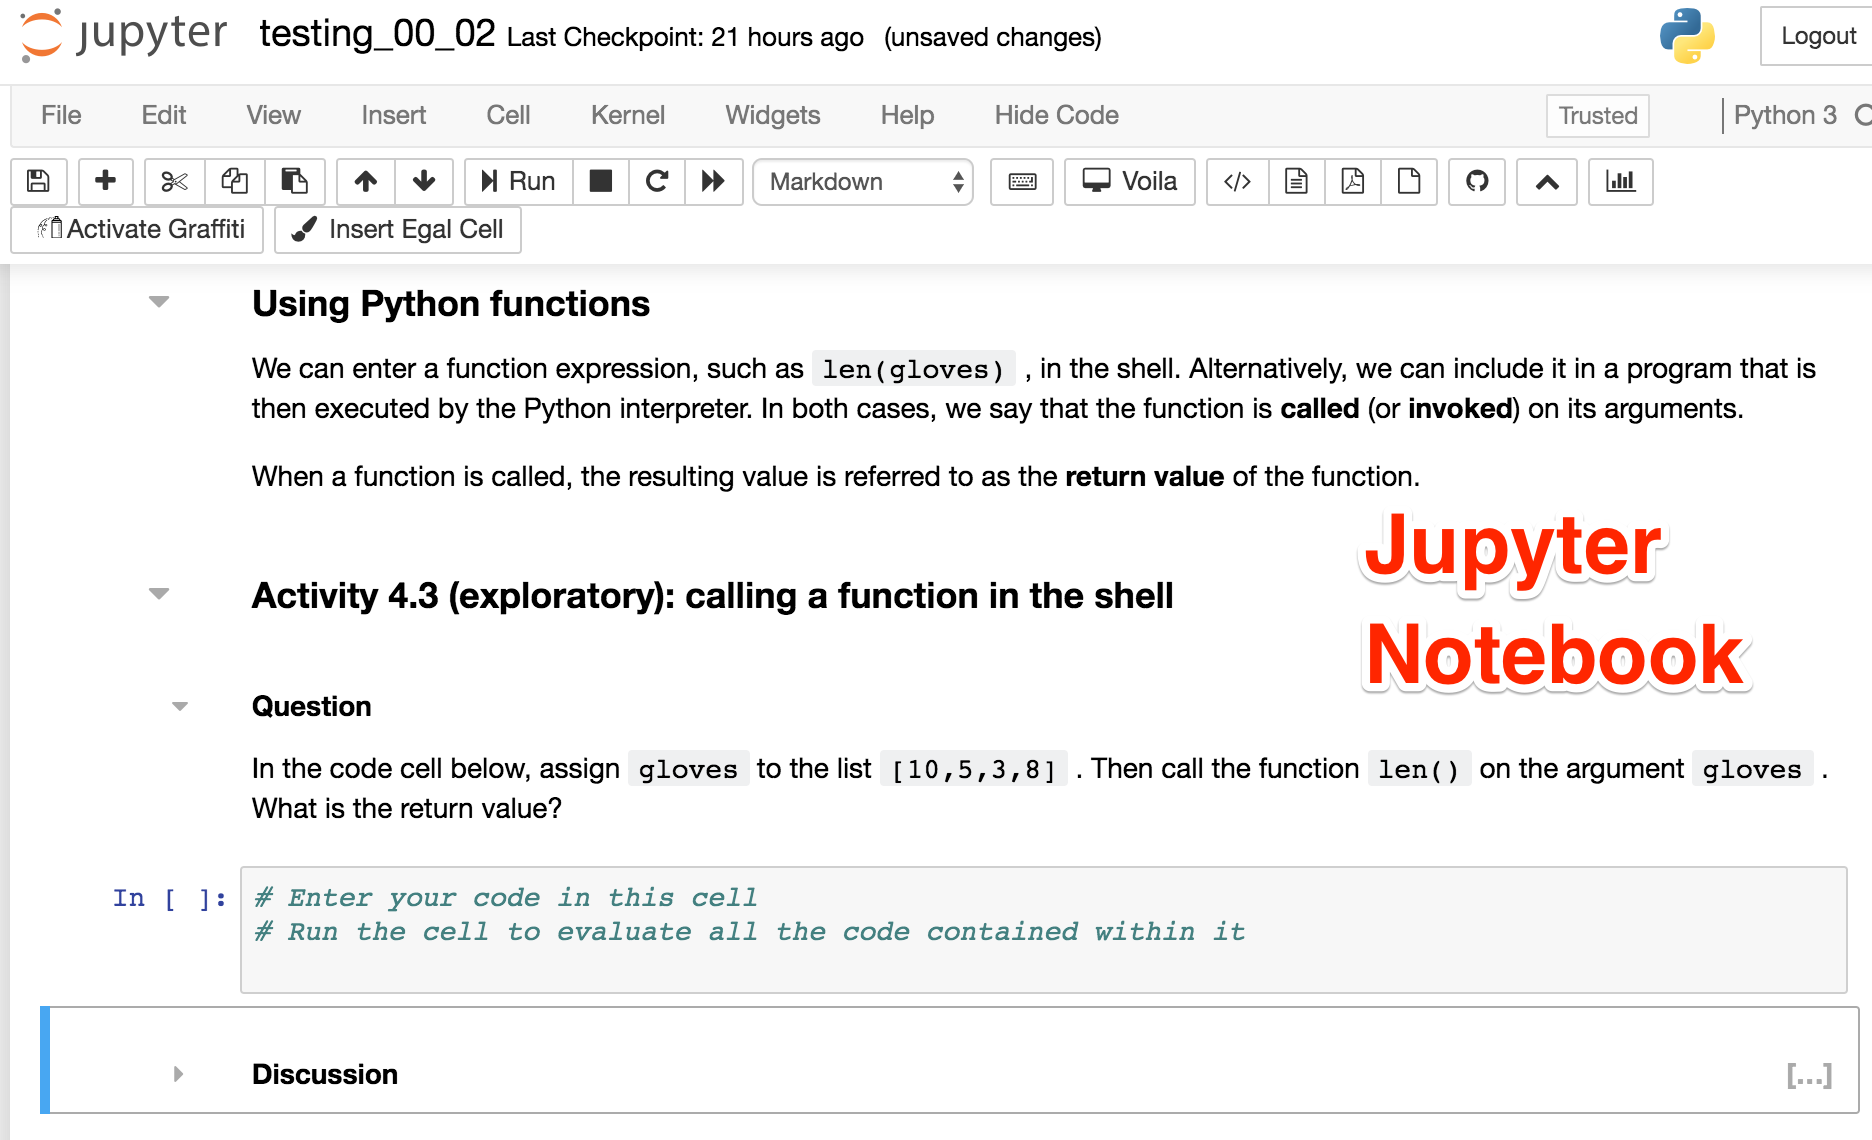 jupyter testing_00_02 Last Checkpoint: 21 hours ago (unsaved changes) Logout
File Edit View Insert Cell Kernel Widgets Help Hide Code Trusted Python 3
Run Markdown Voila </>
Activate Graffiti Insert Egal Cell
Using Python functions
We can enter a function expression, such as len(gloves) , in the shell. Alternatively, we can include it in a program that is
then executed by the Python interpreter. In both cases, we say that the function is called (or invoked) on its arguments.
When a function is called, the resulting value is referred to as the return value of the function.
Jupyter
Notebook
Activity 4.3 (exploratory): calling a function in the shell
Question
In the code cell below, assign gloves to the list [10,5,3,8] . Then call the function len() on the argument gloves .
What is the return value?
In [ ]: # Enter your code in this cell
# Run the cell to evaluate all the code contained within it
Discussion [...]